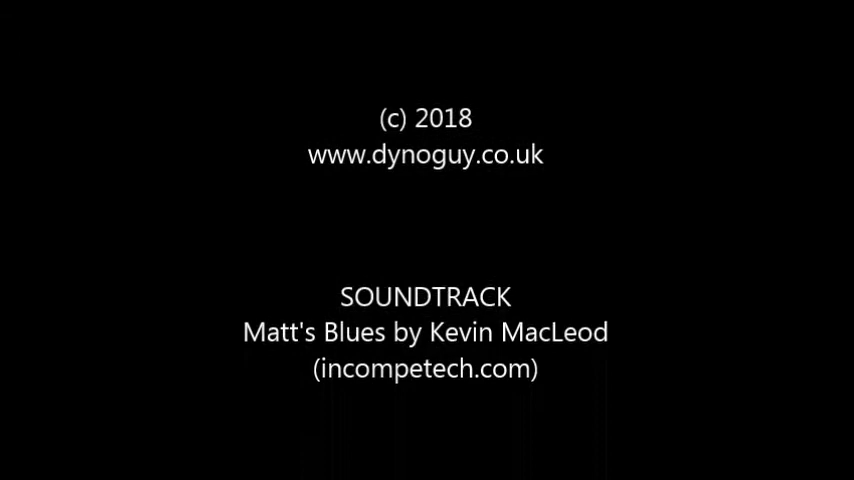 (c) 2018
www.dynoguy.co.uk
SOUNDTRACK
Matt's Blues by Kevin MacLeod
(incompetech.com)